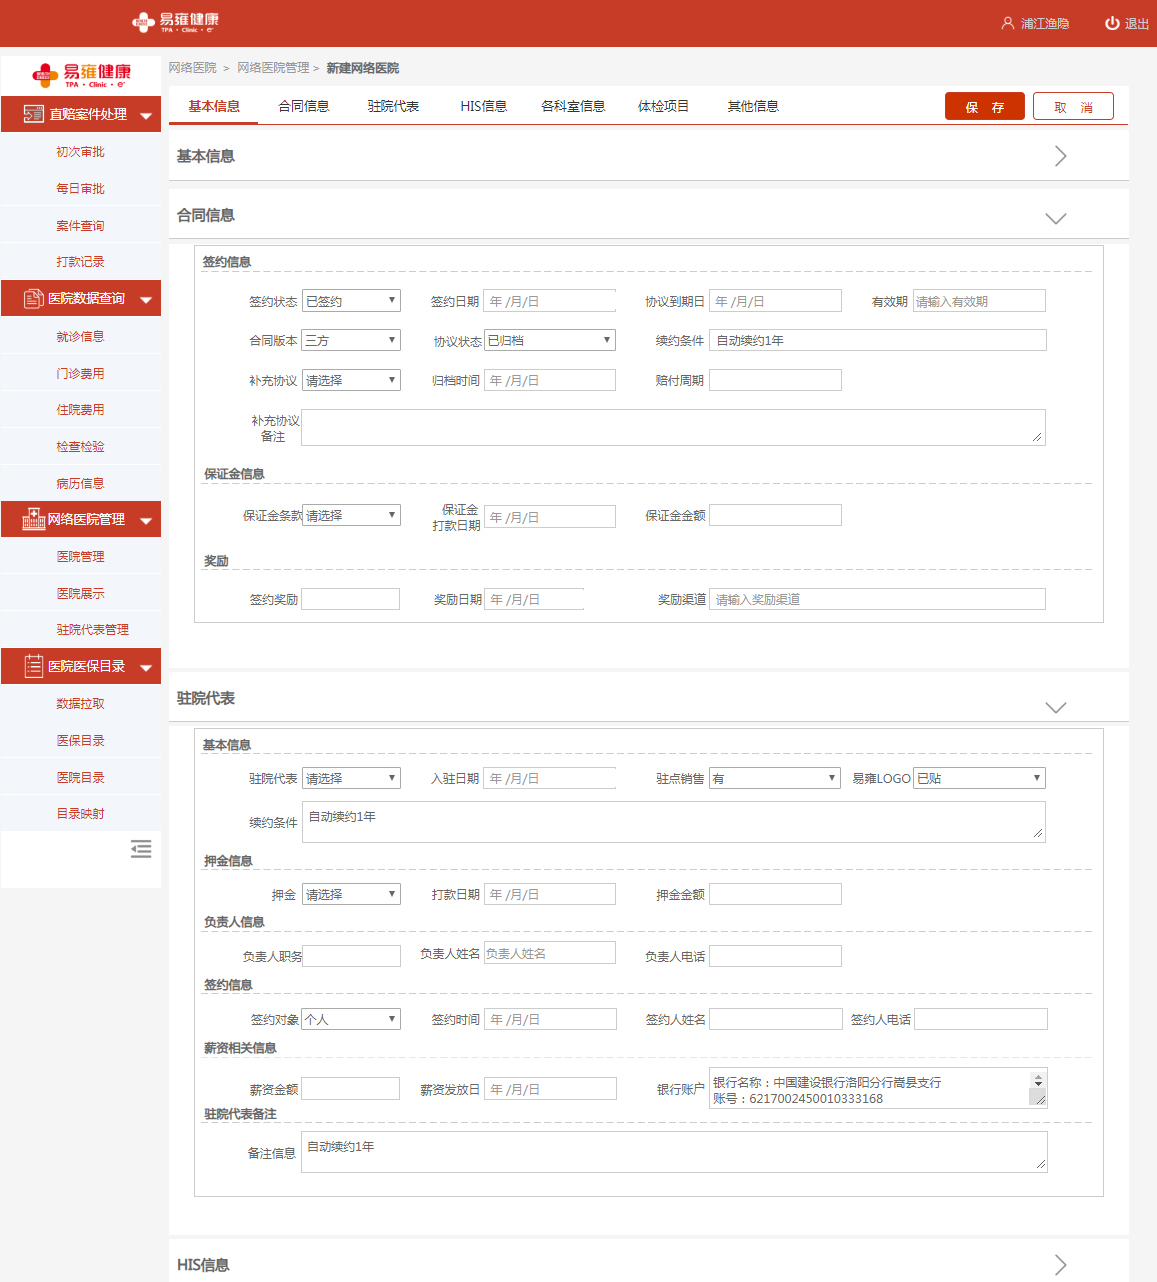 易雍健康
TPA · Clinic · e⁺
浦江渔隐
退出
易雍健康
TPA · Clinic · e⁺
网络医院 > 网络医院管理 > 新建网络医院
基本信息 合同信息 驻院代表 HIS信息 各科室信息 体检项目 其他信息
保 存
取 消
直赔案件处理
初次审批
每日审批
案件查询
打款记录
医院数据查询
就诊信息
门诊费用
住院费用
检查检验
病历信息
网络医院管理
医院管理
医院展示
驻院代表管理
医院医保目录
数据拉取
医保目录
医院目录
目录映射
基本信息
合同信息
签约信息
签约状态 已签约 签约日期 年 /月/日 协议到期日 年 /月/日 有效期 请输入有效期
合同版本 三方 协议状态 已归档 续约条件 自动续约1年
补充协议 请选择 归档时间 年 /月/日 赔付周期
补充协议
备注
保证金信息
保证金条款 请选择 保证金
打款日期 年 /月/日 保证金金额
奖励
签约奖励 奖励日期 年 /月/日 奖励渠道 请输入奖励渠道
驻院代表
基本信息
驻院代表 请选择 入驻日期 年 /月/日 驻点销售 有 易雍LOGO 已贴
续约条件 自动续约1年
押金信息
押金 请选择 打款日期 年 /月/日 押金金额
负责人信息
负责人职务 负责人姓名 负责人姓名 负责人电话
签约信息
签约对象 个人 签约时间 年 /月/日 签约人姓名 签约人电话
薪资相关信息
薪资金额 薪资发放日 年 /月/日 银行账户 银行名称：中国建设银行洛阳分行嵩县支行
账号：6217002450010333168
驻院代表备注
备注信息 自动续约1年
HIS信息